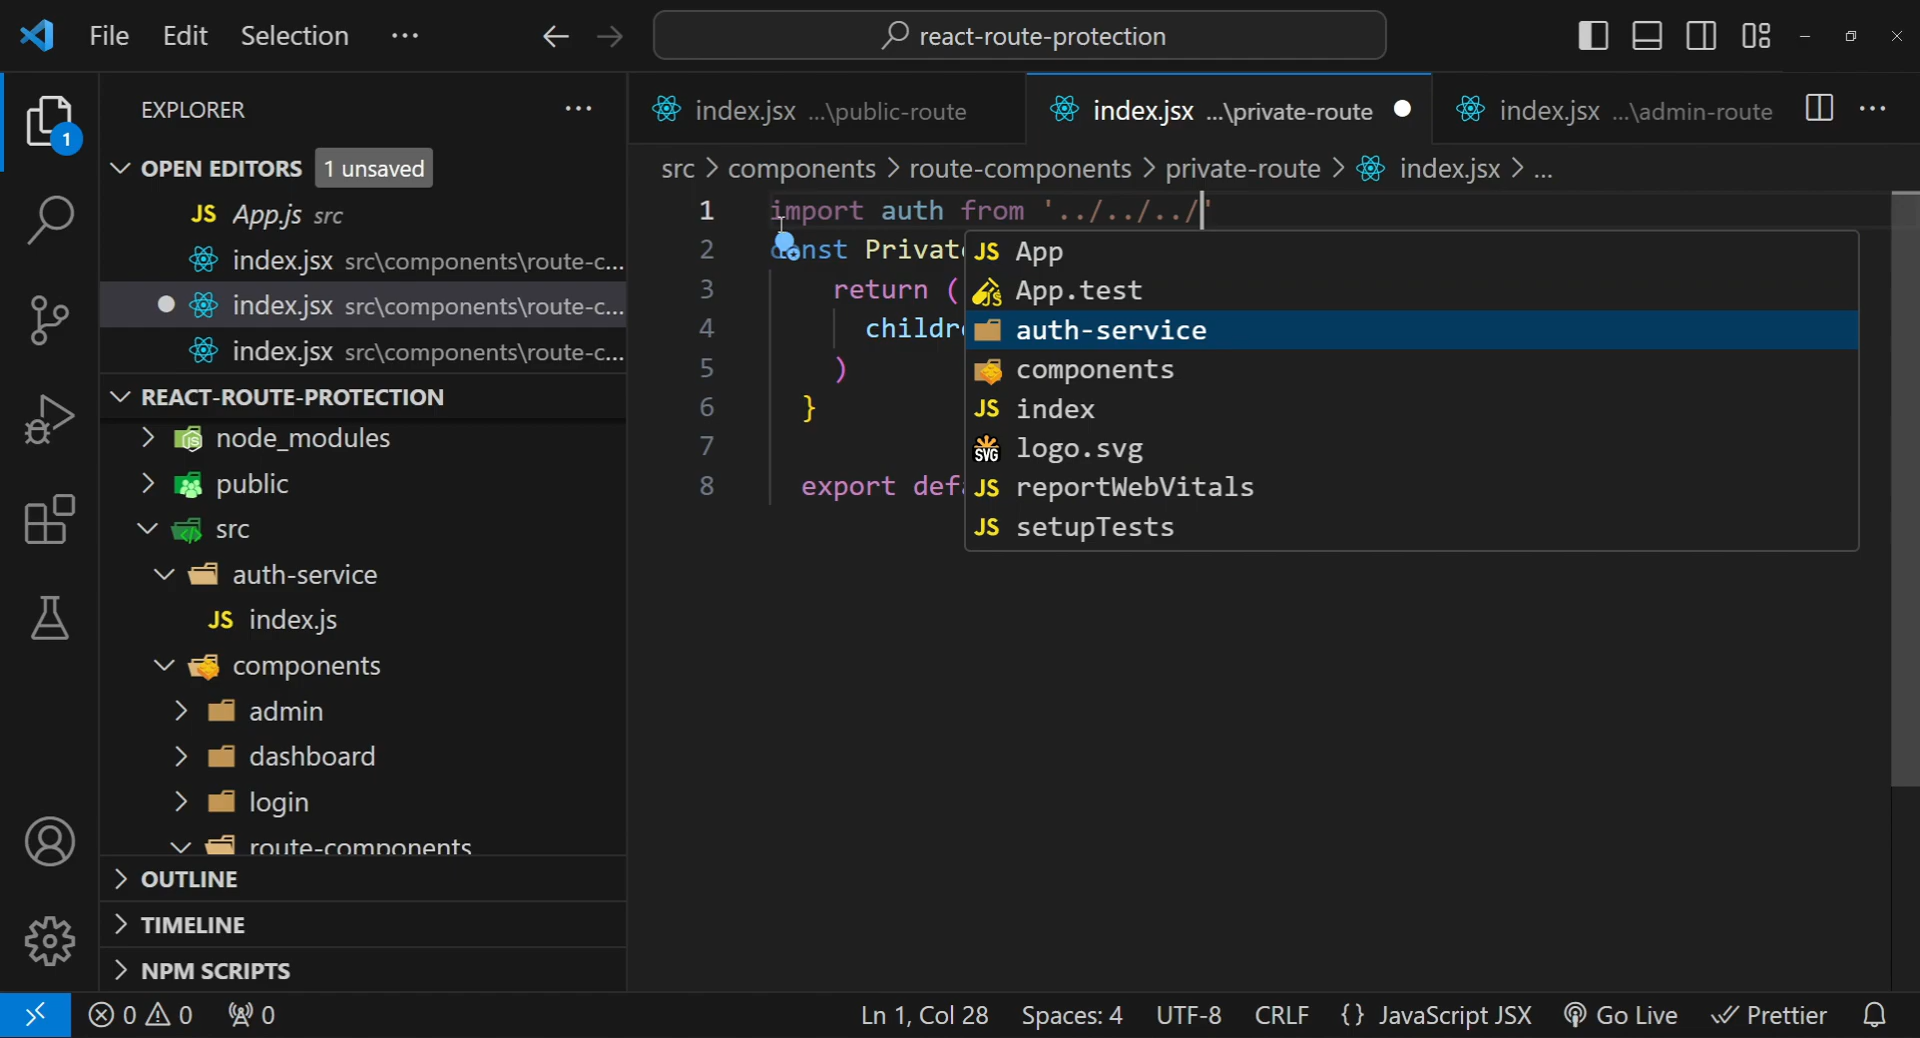 File Edit Selection ··· react-route-protection
EXPLORER ···
OPEN EDITORS 1 unsaved
JS App.js src
index.jsx src\components\route-c...
index.jsx src\components\route-c...
index.jsx src\components\route-c...
REACT-ROUTE-PROTECTION
node_modules
public
src
auth-service
JS index.js
components
admin
dashboard
login
route-components
OUTLINE
TIMELINE
NPM SCRIPTS
1
index.jsx ...\public-route index.jsx ...\private-route index.jsx ...\admin-route ···
src > components > route-components > private-route > index.jsx > ...
1 import auth from '../../../'
2 const Privat
3 return (
4 childr
5 )
6 }
7
8 export def
JS App
JS App.test
auth-service
components
JS index
SVG logo.svg
JS reportWebVitals
JS setupTests
0 0 0 Ln 1, Col 28 Spaces: 4 UTF-8 CRLF {} JavaScript JSX Go Live Prettier